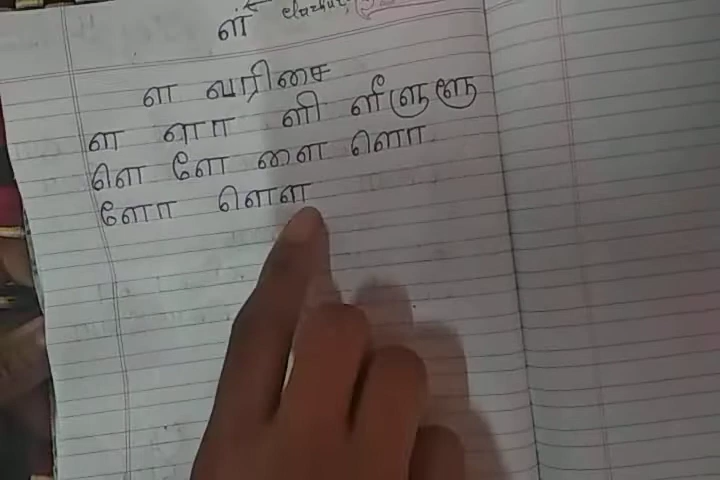 ள்
ள வரிசை
ள ளா ளி ளீ ளு ளூ
ளெ ளே ளை ளொ
ளோ ளௌ